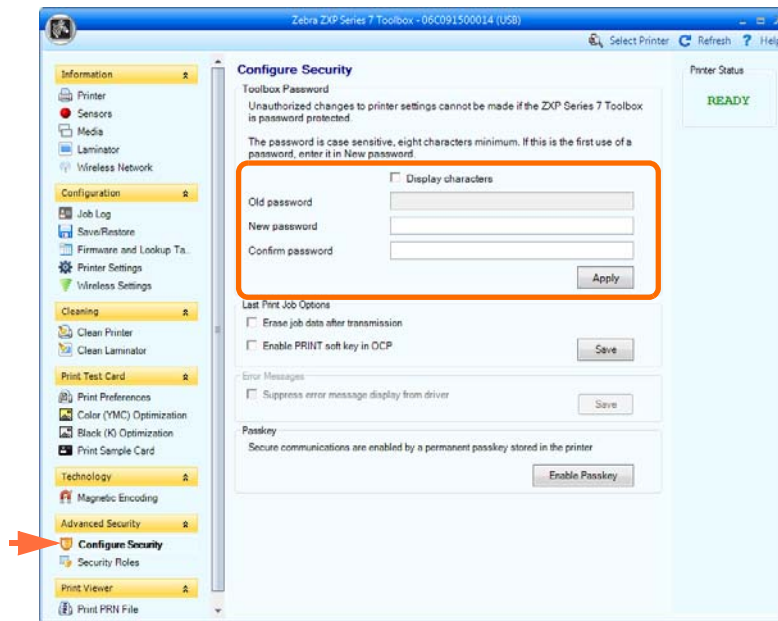 Zebra ZXP Series 7 Toolbox - 06C091500014 (USB)
Select Printer Refresh ? Help
Information
Printer
Sensors
Media
Laminator
Wireless Network
Configuration
Job Log
Save/Restore
Firmware and Lookup Ta..
Printer Settings
Wireless Settings
Cleaning
Clean Printer
Clean Laminator
Print Test Card
Print Preferences
Color (YMC) Optimization
Black (K) Optimization
Print Sample Card
Technology
Magnetic Encoding
Advanced Security
Configure Security
Security Roles
Print Viewer
Print PRN File
Configure Security
Toolbox Password
Unauthorized changes to printer settings cannot be made if the ZXP Series 7 Toolbox
is password protected.
The password is case sensitive, eight characters minimum. If this is the first use of a
password, enter it in New password.
Display characters
Old password
New password
Confirm password
Apply
Last Print Job Options
Erase job data after transmission
Enable PRINT soft key in OCP
Save
Error Messages
Suppress error message display from driver
Save
Passkey
Secure communications are enabled by a permanent passkey stored in the printer
Enable Passkey
Printer Status
READY